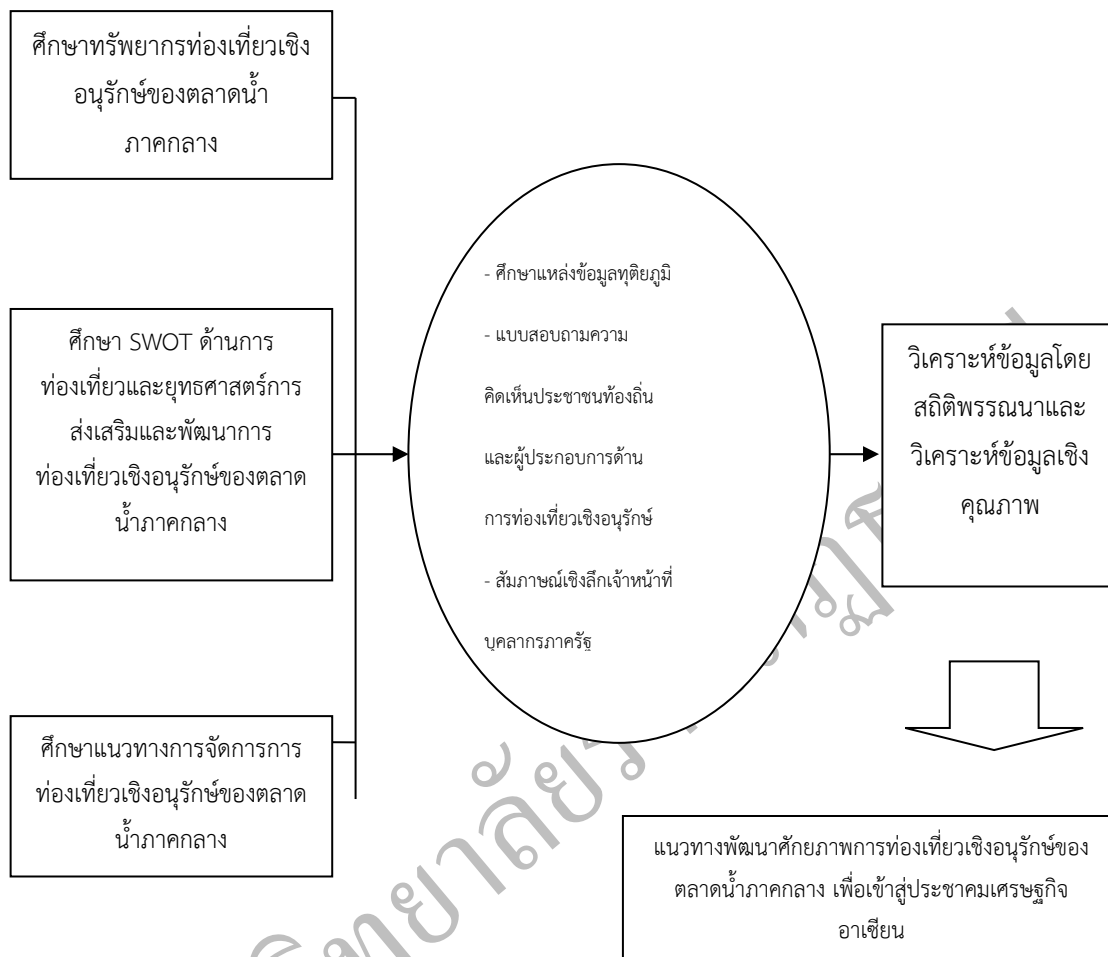 ศึกษาทรัพยากรท่องเที่ยวเชิง
อนุรักษ์ของตลาดน้ำ
ภาคกลาง
ศึกษา SWOT ด้านการ
ท่องเที่ยวและยุทธศาสตร์การ
ส่งเสริมและพัฒนาการ
ท่องเที่ยวเชิงอนุรักษ์ของตลาด
น้ำภาคกลาง
ศึกษาแนวทางการจัดการการ
ท่องเที่ยวเชิงอนุรักษ์ของตลาด
น้ำภาคกลาง
- ศึกษาแหล่งข้อมูลทุติยภูมิ
- แบบสอบถามความ
คิดเห็นประชาชนท้องถิ่น
และผู้ประกอบการด้าน
การท่องเที่ยวเชิงอนุรักษ์
- สัมภาษณ์เชิงลึกเจ้าหน้าที่
บุคลากรภาครัฐ
วิเคราะห์ข้อมูลโดย
สถิติพรรณนาและ
วิเคราะห์ข้อมูลเชิง
คุณภาพ
แนวทางพัฒนาศักยภาพการท่องเที่ยวเชิงอนุรักษ์ของ
ตลาดน้ำภาคกลาง เพื่อเข้าสู่ประชาคมเศรษฐกิจ
อาเซียน